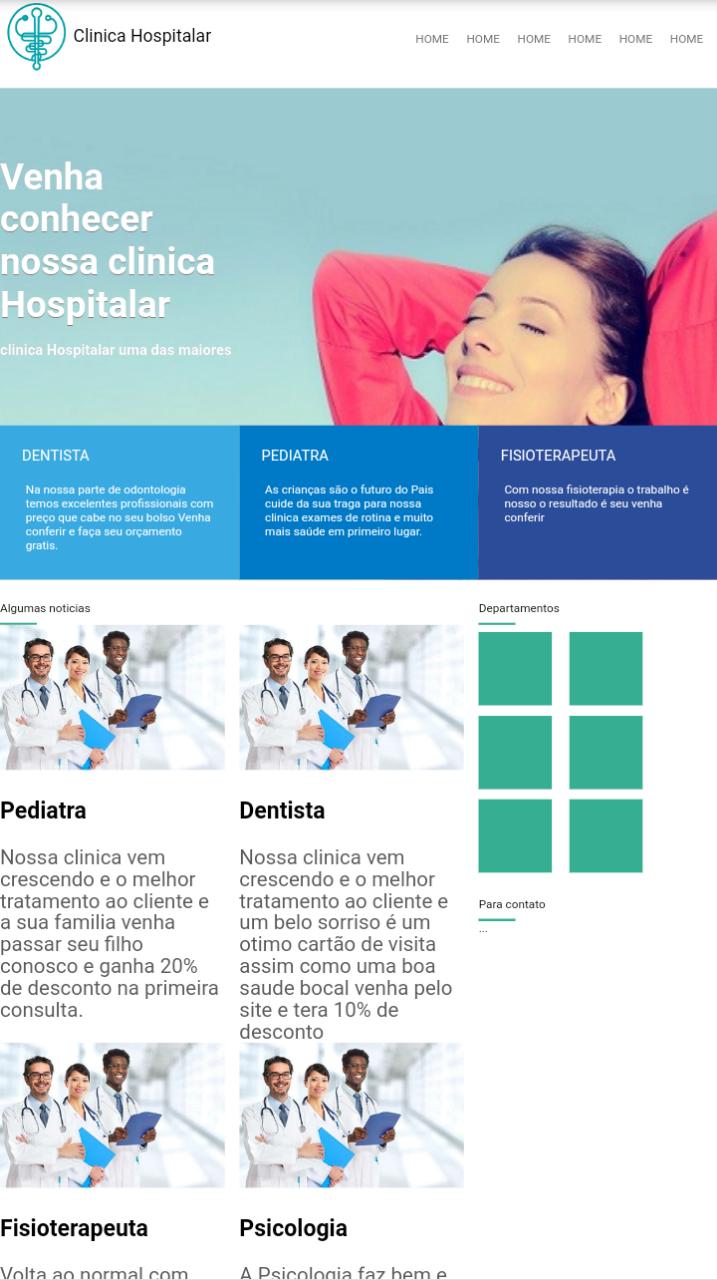 Clinica Hospitalar
HOME HOME HOME HOME HOME HOME
Venha
conhecer
nossa clinica
Hospitalar
clinica Hospitalar uma das maiores
DENTISTA
Na nossa parte de odontologia
temos excelentes profissionais com
preço que cabe no seu bolso Venha
conferir e faça seu orçamento
gratis.
PEDIATRA
As crianças são o futuro do Pais
cuide da sua traga para nossa
clinica exames de rotina e muito
mais saúde em primeiro lugar.
FISIOTERAPEUTA
Com nossa fisioterapia o trabalho é
nosso o resultado é seu venha
conferir
Algumas noticias
Pediatra
Nossa clinica vem
crescendo e o melhor
tratamento ao cliente e
a sua familia venha
passar seu filho
conosco e ganha 20%
de desconto na primeira
consulta.
Dentista
Nossa clinica vem
crescendo e o melhor
tratamento ao cliente e
um belo sorriso é um
otimo cartão de visita
assim como uma boa
saude bocal venha pelo
site e tera 10% de
desconto
Fisioterapeuta
Volta ao normal com
Psicologia
A Psicologia faz bem e
Departamentos
Para contato
...